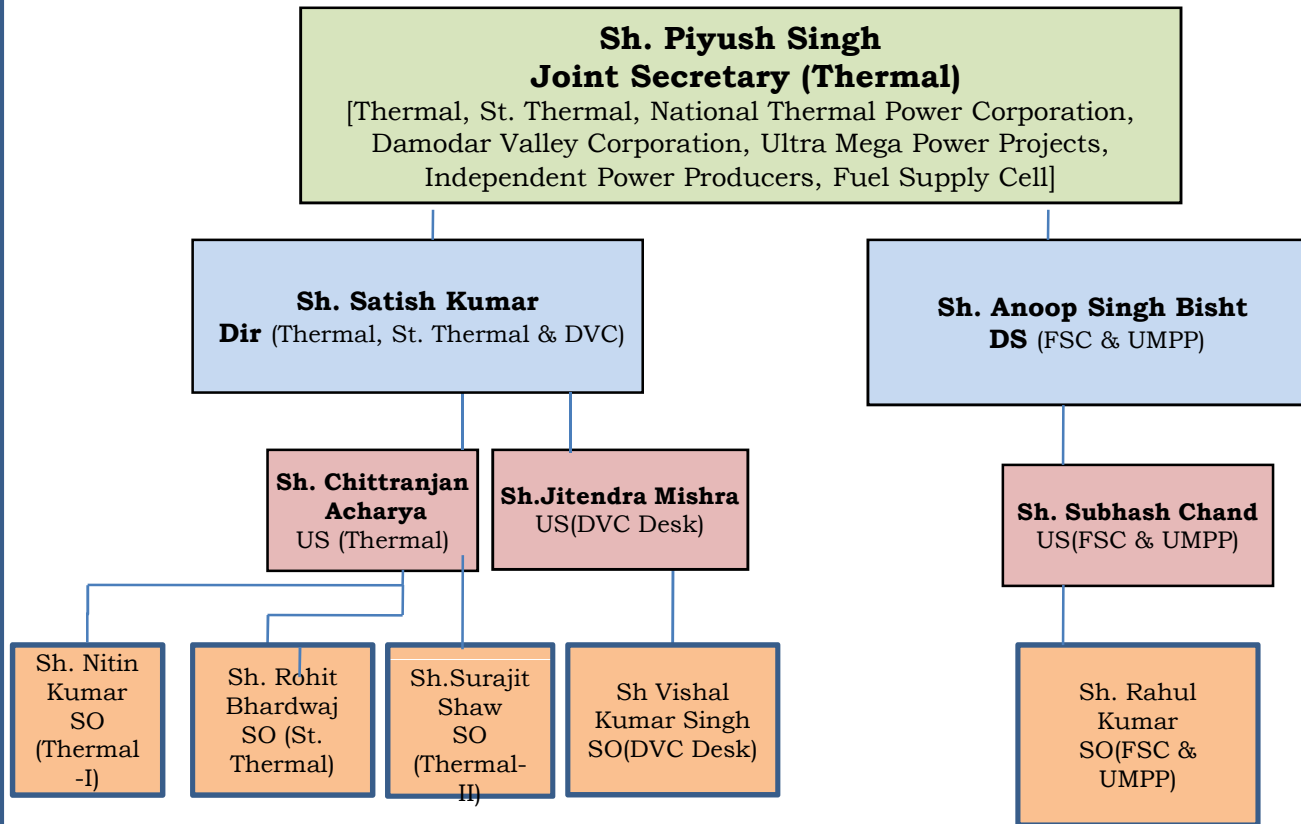 Sh. Piyush Singh
Joint Secretary (Thermal)
[Thermal, St. Thermal, National Thermal Power Corporation,
Damodar Valley Corporation, Ultra Mega Power Projects,
Independent Power Producers, Fuel Supply Cell]
Sh. Satish Kumar
Dir (Thermal, St. Thermal & DVC)
Sh. Anoop Singh Bisht
DS (FSC & UMPP)
Sh. Chittranjan
Acharya
US (Thermal)
Sh.Jitendra Mishra
US(DVC Desk)
Sh. Subhash Chand
US(FSC & UMPP)
Sh. Nitin
Kumar
SO
(Thermal
-I)
Sh. Rohit
Bhardwaj
SO (St.
Thermal)
Sh.Surajit
Shaw
SO
(Thermal-
II)
Sh Vishal
Kumar Singh
SO(DVC Desk)
Sh. Rahul
Kumar
SO(FSC &
UMPP)